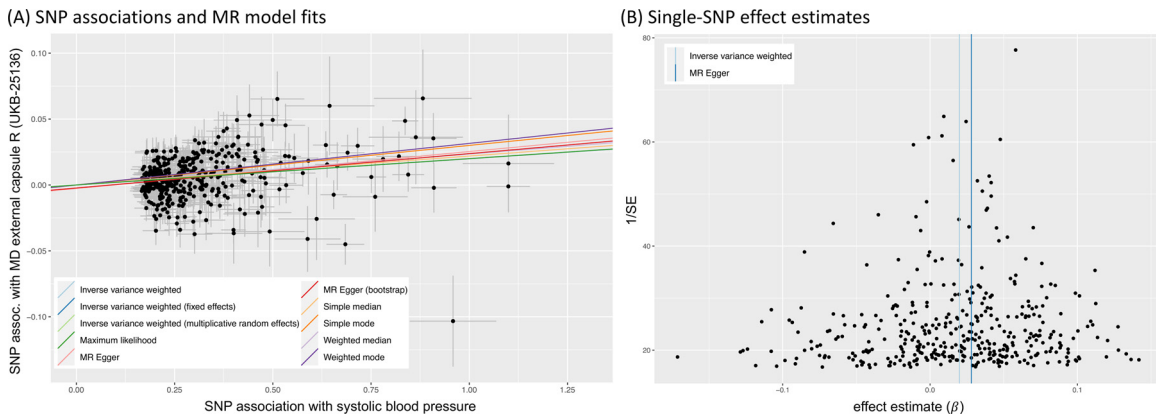 (A) SNP associations and MR model fits
SNP assoc. with MD external capsule R (UKB-25136)
0.10
0.05
0.00
-0.05
-0.10
Inverse variance weighted
Inverse variance weighted (fixed effects)
Inverse variance weighted (multiplicative random effects)
Maximum likelihood
MR Egger
MR Egger (bootstrap)
Simple median
Simple mode
Weighted median
Weighted mode
0.00 0.25 0.50 0.75 1.00 1.25
SNP association with systolic blood pressure
(B) Single-SNP effect estimates
1/SE
80
60
40
20
Inverse variance weighted
MR Egger
-0.1 0.0 0.1
effect estimate (β)